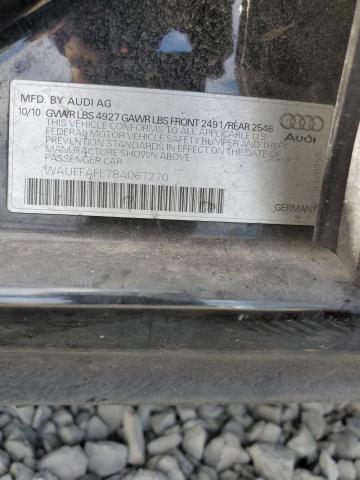 MFD. BY AUDI AG
10/10 GVWR LBS 4927 GAWR LBS FRONT 2491/REAR 2546
THIS VEHICLE CONFORMS TO ALL APPLICABLE
FEDERAL MOTOR VEHICLE SAFETY BUMPER AND THEFT
PREVENTION STANDARDS IN EFFECT ON THE DATE OF
MANUFACTURE SHOWN ABOVE
PASSENGER CAR
WAUFFAFL7BA067270
Audi
GERMANY